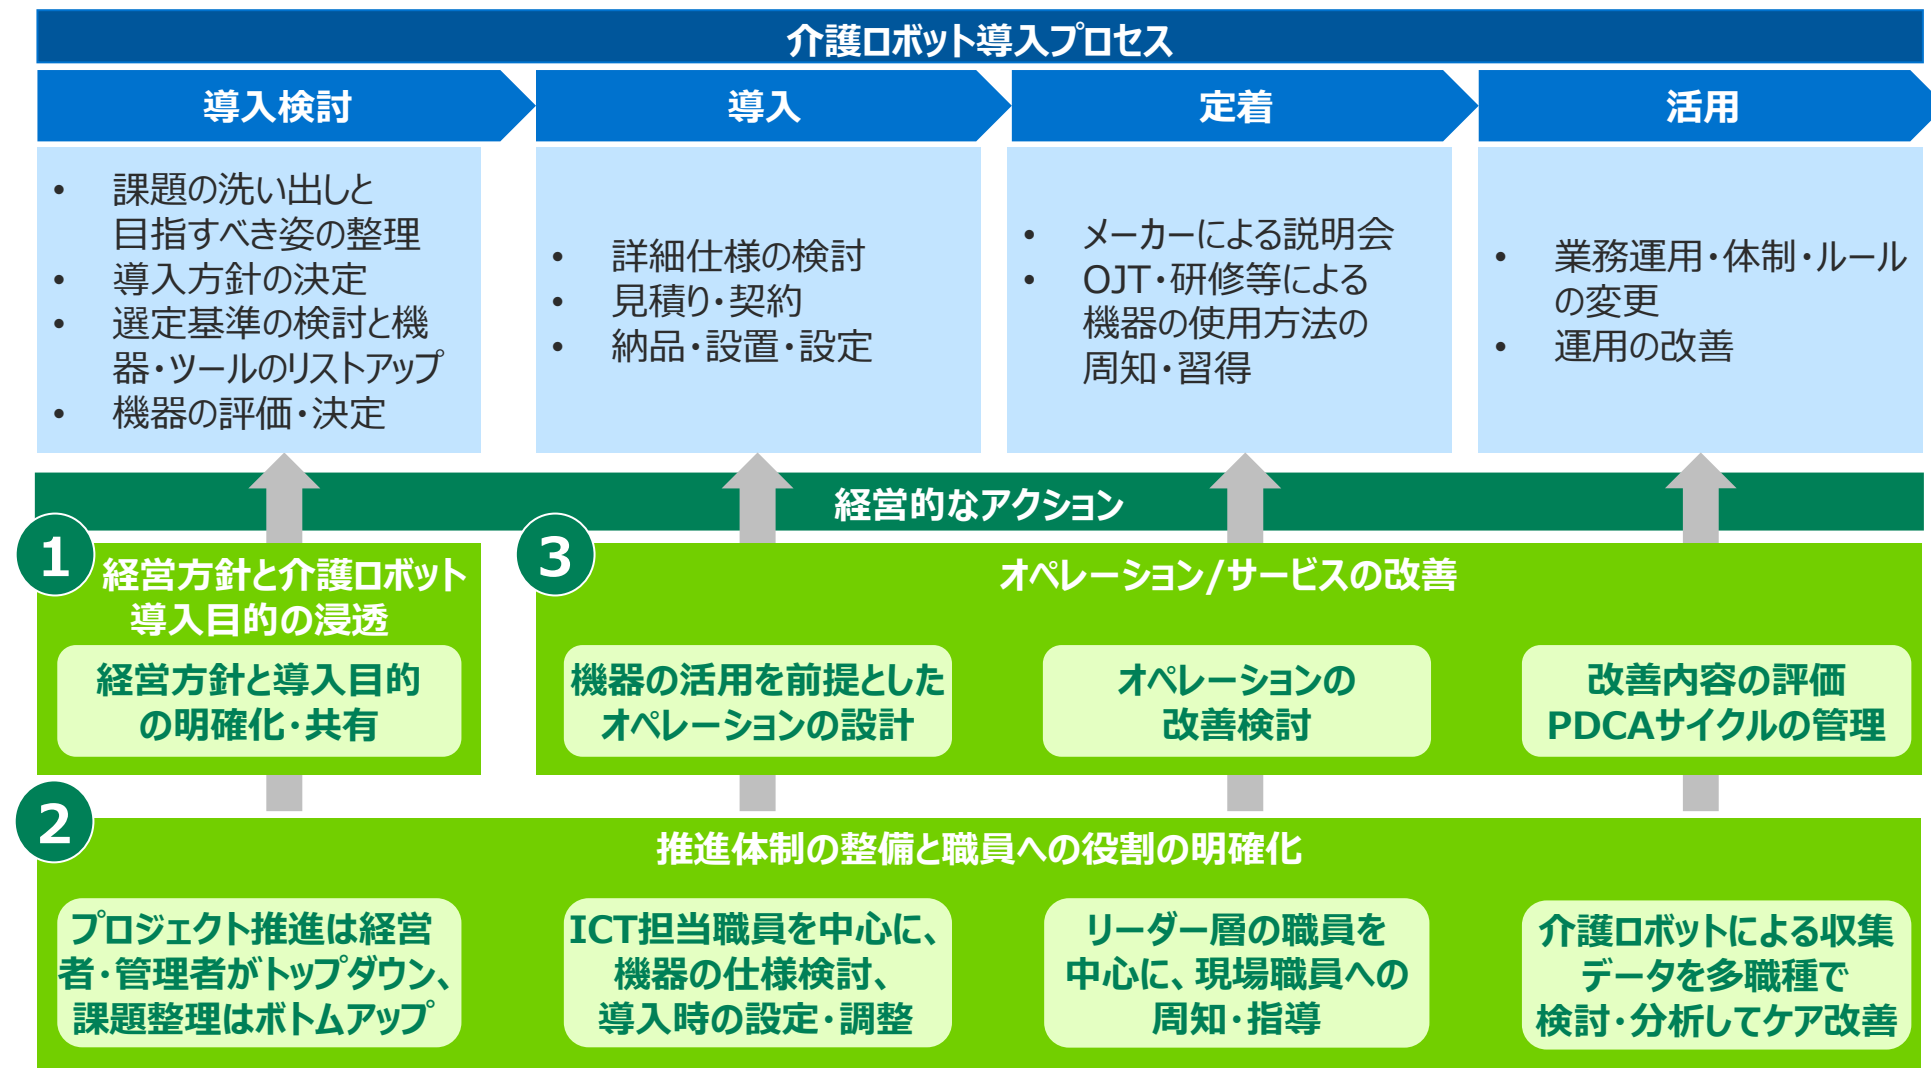 介護ロボット導入プロセス
導入検討
導入
定着
活用
• 課題の洗い出しと
目指すべき姿の整理
• 導入方針の決定
• 選定基準の検討と機
器・ツールのリストアップ
• 機器の評価・決定
• 詳細仕様の検討
• 見積り・契約
• 納品・設置・設定
• メーカーによる説明会
• OJT・研修等による
機器の使用方法の
周知・習得
• 業務運用・体制・ルール
の変更
• 運用の改善
経営的なアクション
1
経営方針と介護ロボット
導入目的の浸透
経営方針と導入目的
の明確化・共有
3
オペレーション/サービスの改善
機器の活用を前提とした
オペレーションの設計
オペレーションの
改善検討
改善内容の評価
PDCAサイクルの管理
2
推進体制の整備と職員への役割の明確化
プロジェクト推進は経営
者・管理者がトップダウン、
課題整理はボトムアップ
ICT担当職員を中心に、
機器の仕様検討、
導入時の設定・調整
リーダー層の職員を
中心に、現場職員への
周知・指導
介護ロボットによる収集
データを多職種で
検討・分析してケア改善